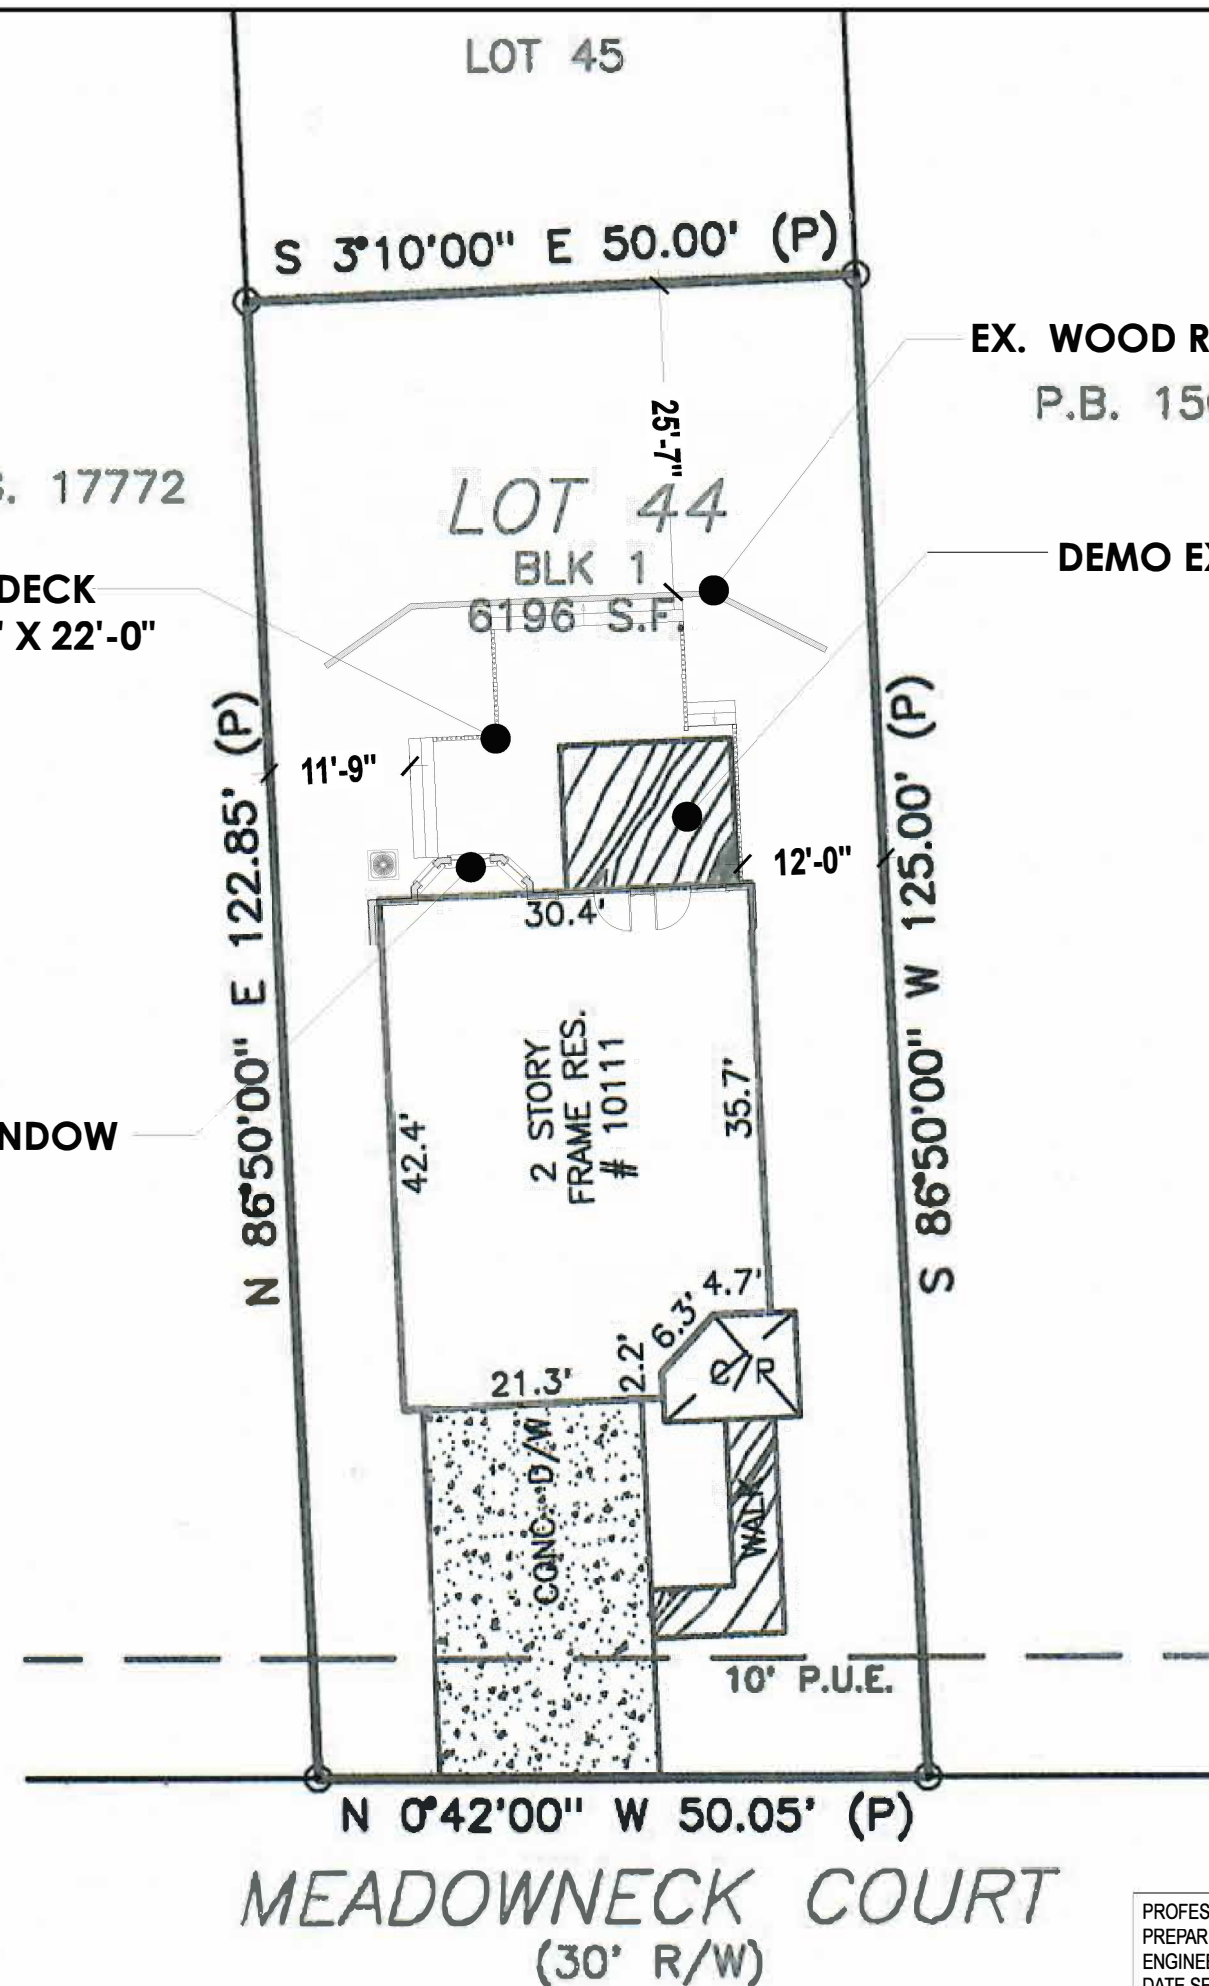 LOT 45
S 3°10'00" E 50.00' (P)
EX. WOOD R
P.B. 15
25'-7"
17772
LOT 44
BLK 1
6196 S.F.
DEMO EX
DECK
' X 22'-0"
11'-9"
12'-0"
N 86°50'00" E 122.85' (P)
S 86°50'00" W 125.00' (P)
30.4'
2 STORY
FRAME RES.
# 10111
42.4'
35.7'
NDOW
4.7'
6.3'
2.2'
21.3'
C/P
CONC. D/W
WALK
10' P.U.E.
N 0°42'00" W 50.05' (P)
MEADOWNECK COURT
(30' R/W)
PROFES
PREPAR
ENGINEE
DATE SE